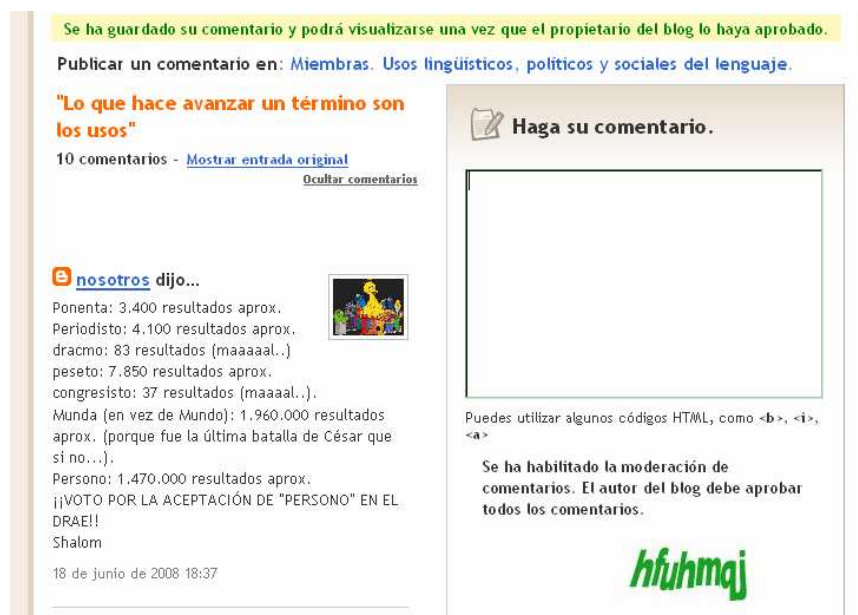 Se ha guardado su comentario y podrá visualizarse una vez que el propietario del blog lo haya aprobado.
Publicar un comentario en: Miembras. Usos lingüísticos, políticos y sociales del lenguaje.
"Lo que hace avanzar un término son
los usos"
10 comentarios - Mostrar entrada original
Ocultar comentarios
nosotros dijo...
Ponenta: 3.400 resultados aprox.
Periodisto: 4.100 resultados aprox.
dracmo: 83 resultados (maaaaal..)
peseto: 7.850 resultados aprox.
congresisto: 37 resultados (maaaal..).
Munda (en vez de Mundo): 1.960.000 resultados
aprox. (porque fue la última batalla de César que
si no...).
Persono: 1.470.000 resultados aprox.
¡¡VOTO POR LA ACEPTACIÓN DE "PERSONO" EN EL
DRAE!!
Shalom
18 de junio de 2008 18:37
Haga su comentario.
Puedes utilizar algunos códigos HTML, como <b>, <i>,
<a>
Se ha habilitado la moderación de
comentarios. El autor del blog debe aprobar
todos los comentarios.
hfuhmqj